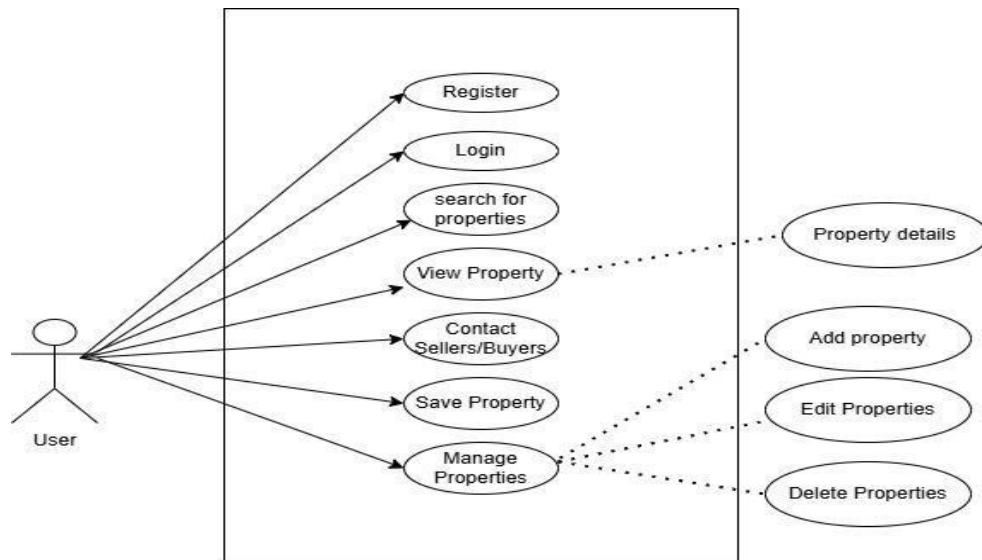 Register
Login
search for
properties
View Property
Property details
Contact
Sellers/Buyers
Add property
Save Property
Edit Properties
Manage
Properties
Delete Properties
User